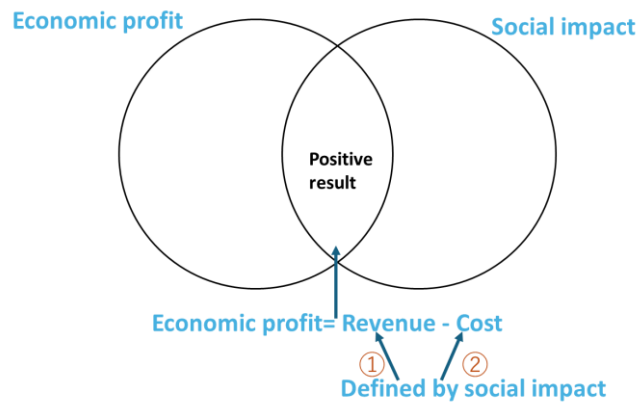 Economic profit
Social impact
Positive
result
Economic profit= Revenue - Cost
① ②
Defined by social impact